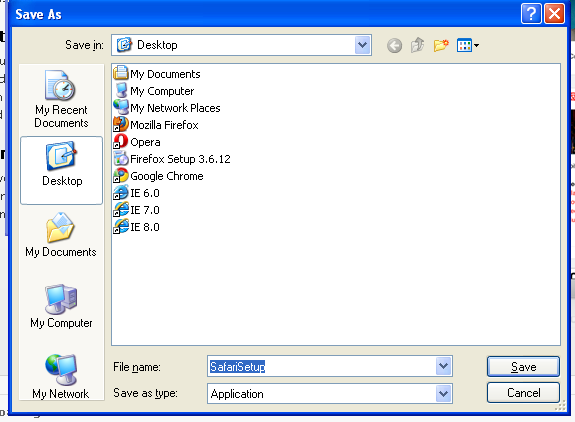 Save As
Save in: Desktop
My Recent
Documents
Desktop
My Documents
My Computer
My Network
My Documents
My Computer
My Network Places
Mozilla Firefox
Opera
Firefox Setup 3.6.12
Google Chrome
IE 6.0
IE 7.0
IE 8.0
File name: SafariSetup Save
Save as type: Application Cancel